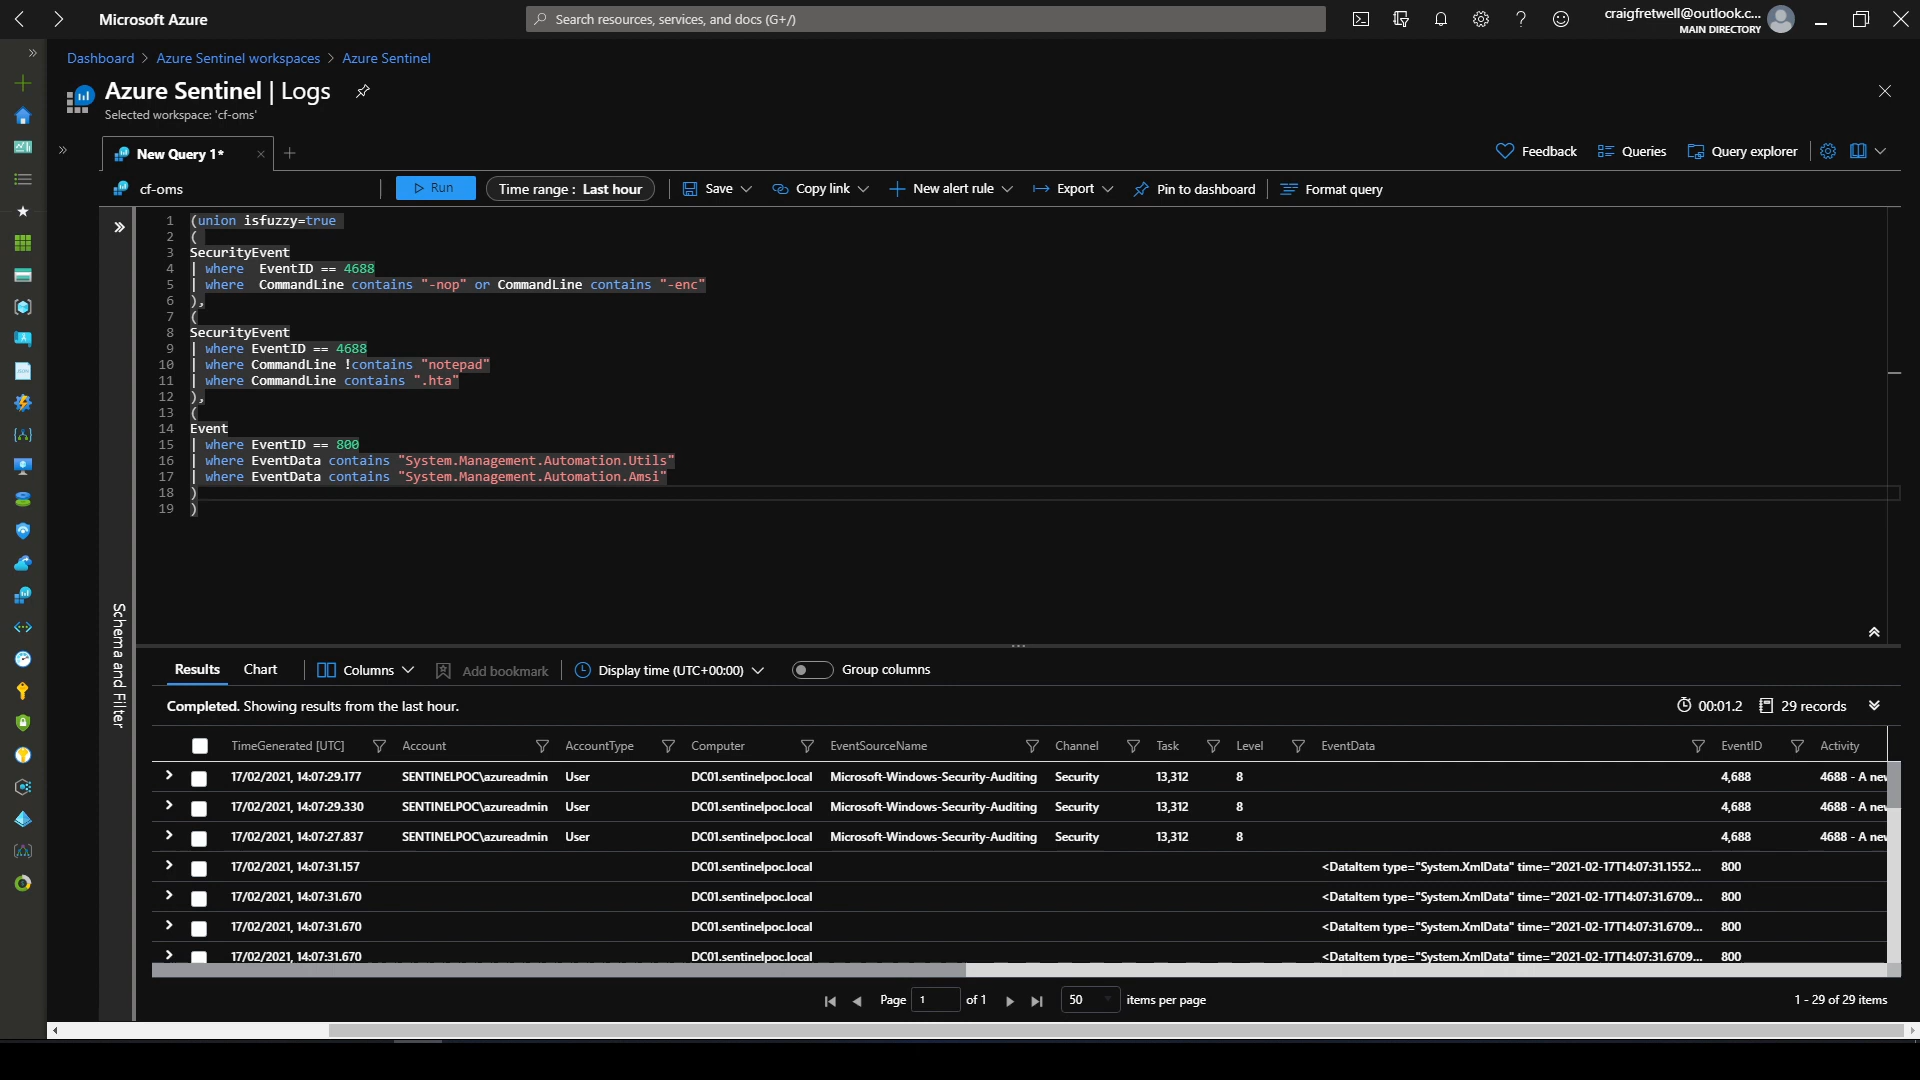 Microsoft Azure
Search resources, services, and docs (G+/)
craigfretwell@outlook.c...
MAIN DIRECTORY
Dashboard > Azure Sentinel workspaces > Azure Sentinel
Azure Sentinel | Logs
Selected workspace: 'cf-oms'
New Query 1*
Feedback Queries Query explorer
cf-oms Run Time range : Last hour Save Copy link New alert rule Export Pin to dashboard Format query
1 (union isfuzzy=true
2 (
3 SecurityEvent
4 | where  EventID == 4688
5 | where  CommandLine contains "-nop" or CommandLine contains "-enc"
6 ),
7 (
8 SecurityEvent
9 | where EventID == 4688
10 | where CommandLine !contains "notepad"
11 | where CommandLine contains ".hta"
12 ),
13 (
14 Event
15 | where EventID == 800
16 | where EventData contains "System.Management.Automation.Utils"
17 | where EventData contains "System.Management.Automation.Amsi"
18 )
19 )
Schema and Filter
Results Chart Columns Add bookmark Display time (UTC+00:00) Group columns
Completed. Showing results from the last hour. 00:01.2 29 records
TimeGenerated [UTC] Account AccountType Computer EventSourceName Channel Task Level EventData EventID Activity
17/02/2021, 14:07:29.177 SENTINELPOC\azureadmin User DC01.sentinelpoc.local Microsoft-Windows-Security-Auditing Security 13,312 8 4,688 4688 - A nev
17/02/2021, 14:07:29.330 SENTINELPOC\azureadmin User DC01.sentinelpoc.local Microsoft-Windows-Security-Auditing Security 13,312 8 4,688 4688 - A nev
17/02/2021, 14:07:27.837 SENTINELPOC\azureadmin User DC01.sentinelpoc.local Microsoft-Windows-Security-Auditing Security 13,312 8 4,688 4688 - A nev
17/02/2021, 14:07:31.157 DC01.sentinelpoc.local <DataItem type="System.XmlData" time="2021-02-17T14:07:31.1552... 800
17/02/2021, 14:07:31.670 DC01.sentinelpoc.local <DataItem type="System.XmlData" time="2021-02-17T14:07:31.6709... 800
17/02/2021, 14:07:31.670 DC01.sentinelpoc.local <DataItem type="System.XmlData" time="2021-02-17T14:07:31.6709... 800
17/02/2021, 14:07:31.670 DC01.sentinelpoc.local <DataItem type="System.XmlData" time="2021-02-17T14:07:31.6709... 800
Page 1 of 1 50 items per page 1 - 29 of 29 items